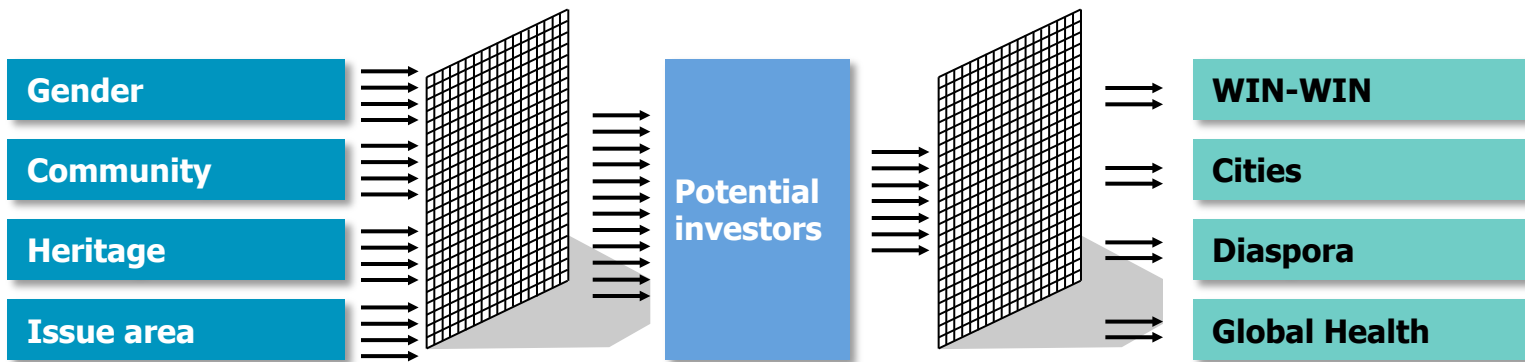 Gender
Community
Heritage
Issue area
Potential
investors
WIN-WIN
Cities
Diaspora
Global Health